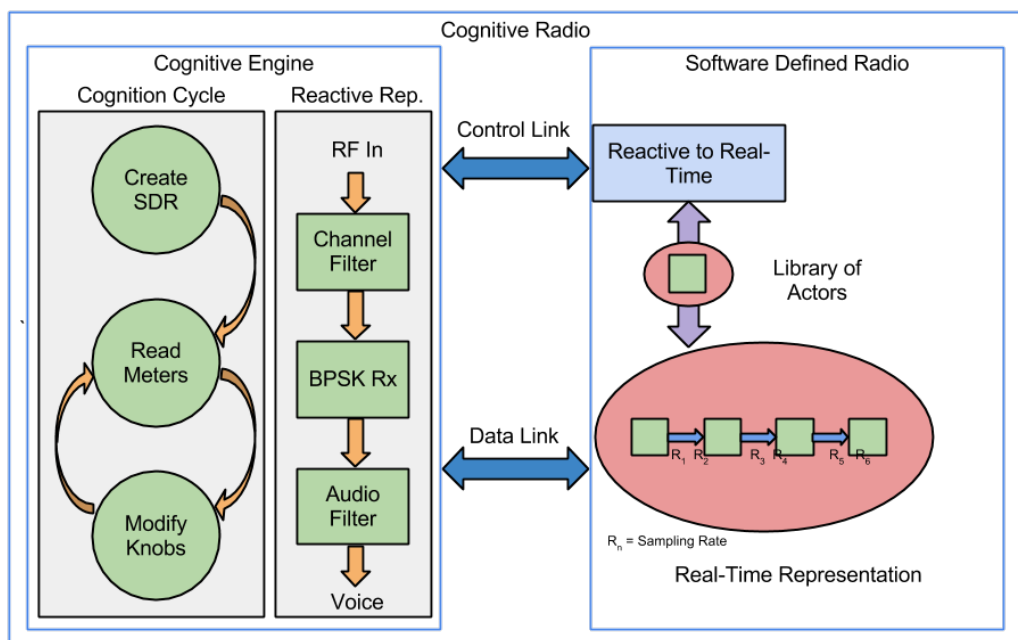 Cognitive Radio
Cognitive Engine
Cognition Cycle
Create
SDR
Read
Meters
Modify
Knobs
Reactive Rep.
RF In
Channel
Filter
BPSK Rx
Audio
Filter
Voice
Control Link
Data Link
Software Defined Radio
Reactive to Real-
Time
Library of
Actors
R1 R2 R3 R4 R5 R6
Rn = Sampling Rate
Real-Time Representation